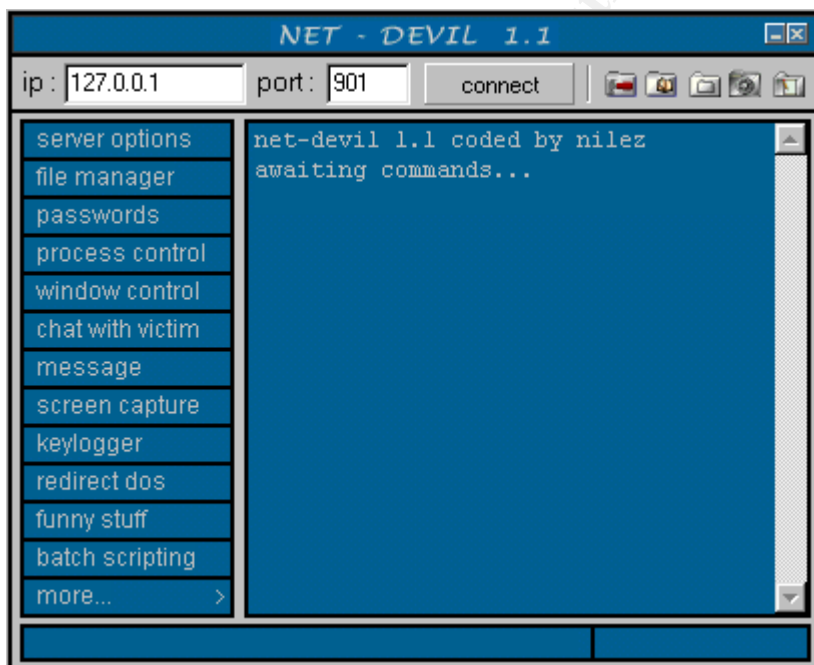 NET - DEVIL 1.1
ip : 127.0.0.1 port : 901 connect
server options
file manager
passwords
process control
window control
chat with victim
message
screen capture
keylogger
redirect dos
funny stuff
batch scripting
more... >
net-devil 1.1 coded by nilez
awaiting commands...